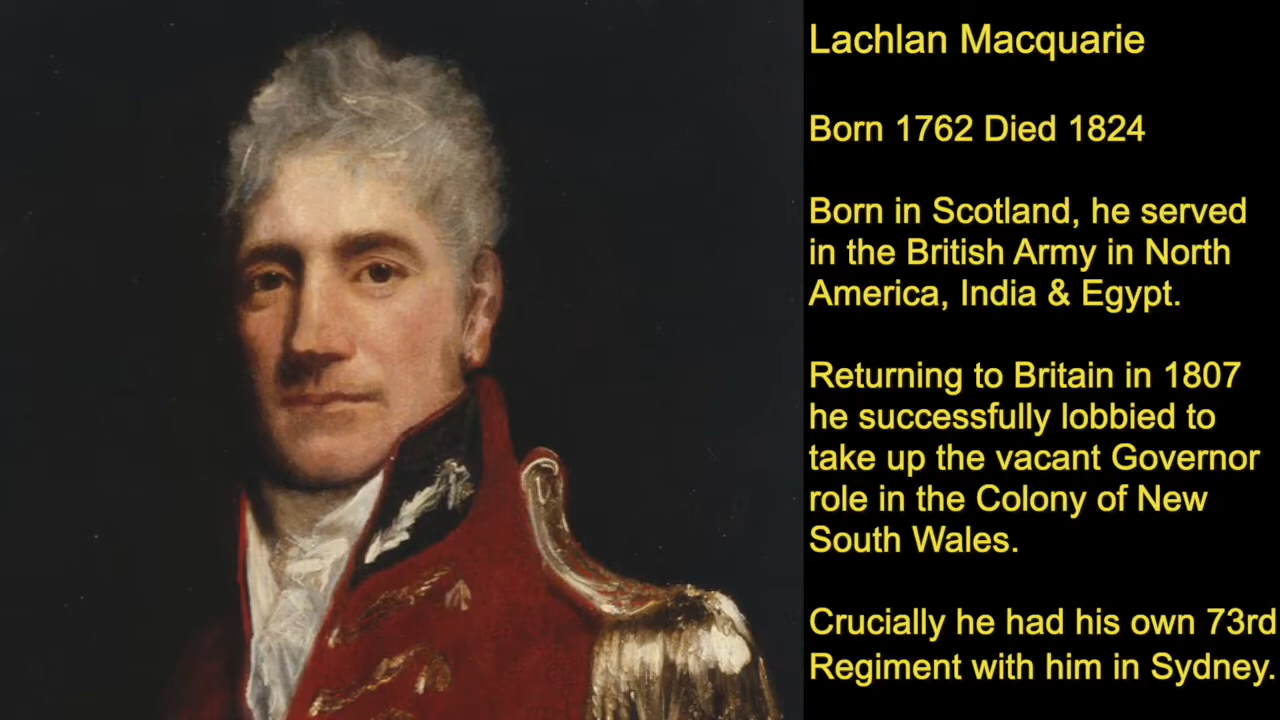 Lachlan Macquarie
Born 1762 Died 1824
Born in Scotland, he served
in the British Army in North
America, India & Egypt.
Returning to Britain in 1807
he successfully lobbied to
take up the vacant Governor
role in the Colony of New
South Wales.
Crucially he had his own 73rd
Regiment with him in Sydney.